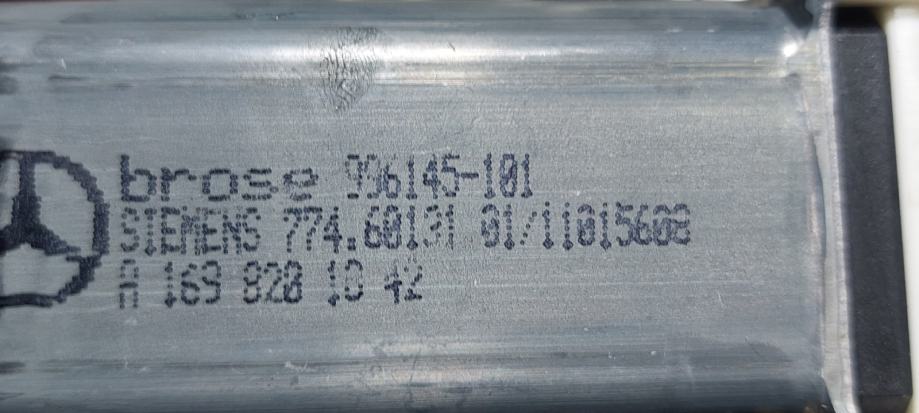 brose 996145-101
SIEMENS 774.60131 01/11015608
A 169 820 10 42